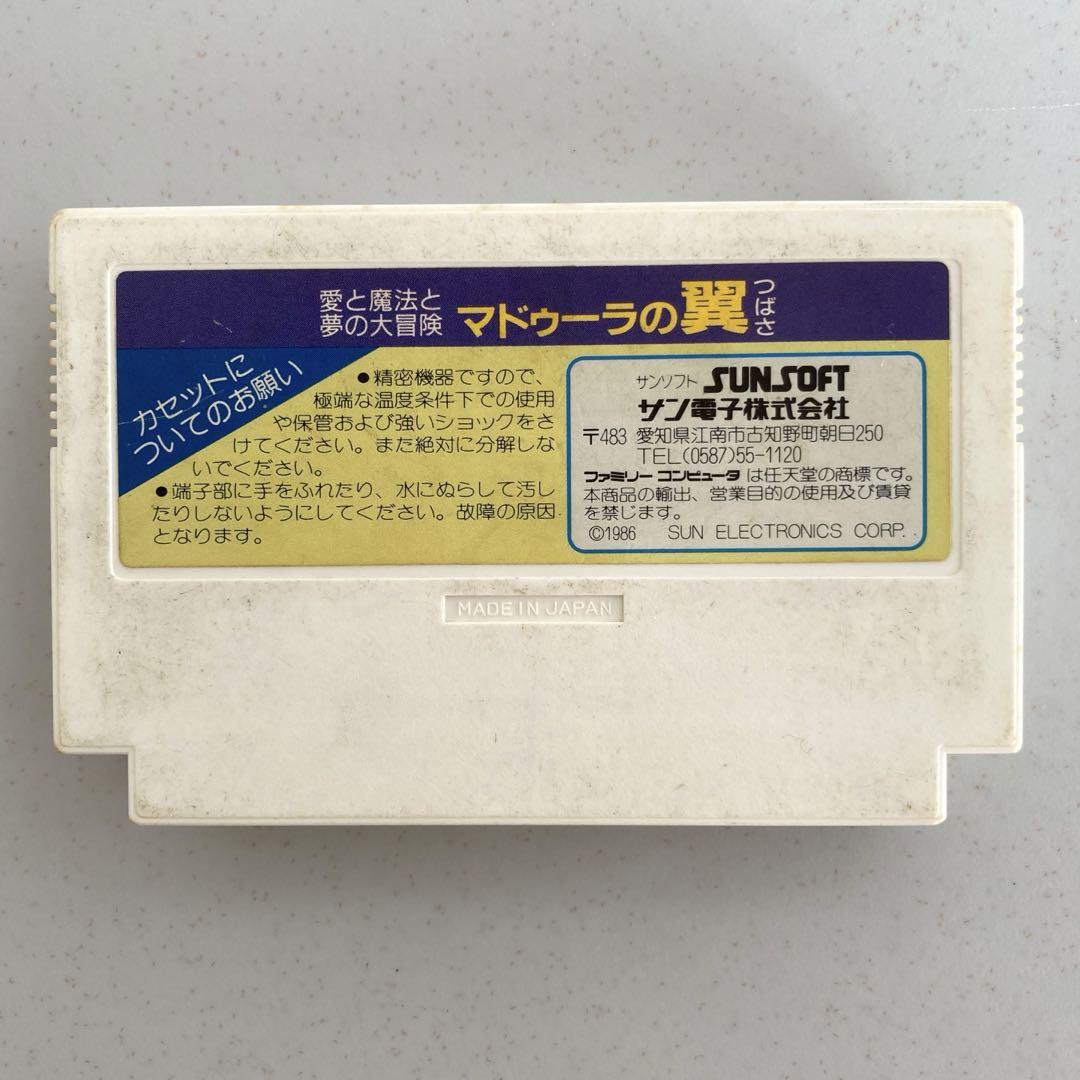 愛と魔法と
夢の大冒険
マドゥーラの翼
つばさ
カセットに
ついてのお願い
●精密機器ですので、
極端な温度条件下での使用
や保管および強いショックをさ
けてください。また絶対に分解しな
いでください。
●端子部に手をふれたり、水にぬらして汚し
たりしないようにしてください。故障の原因
となります。
サンソフト SUNSOFT
サン電子株式会社
〒483 愛知県江南市古知野町朝日250
TEL(0587)55-1120
ファミリーコンピュータは任天堂の商標です。
本商品の輸出、営業目的の使用及び賃貸
を禁じます。
©1986 SUN ELECTRONICS CORP.
MADE IN JAPAN